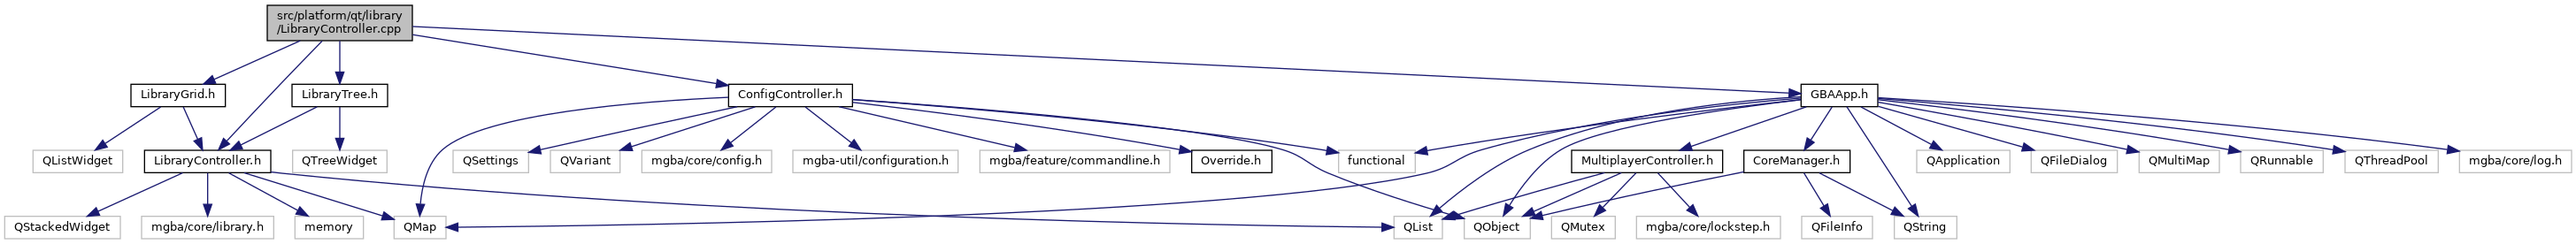 src/platform/qt/library
/LibraryController.cpp
LibraryGrid.h
LibraryTree.h
ConfigController.h
GBAApp.h
QListWidget
LibraryController.h
QTreeWidget
QSettings
QVariant
mgba/core/config.h
mgba-util/configuration.h
mgba/feature/commandline.h
Override.h
functional
MultiplayerController.h
CoreManager.h
QApplication
QFileDialog
QMultiMap
QRunnable
QThreadPool
mgba/core/log.h
QStackedWidget
mgba/core/library.h
memory
QMap
QList
QObject
QMutex
mgba/core/lockstep.h
QFileInfo
QString